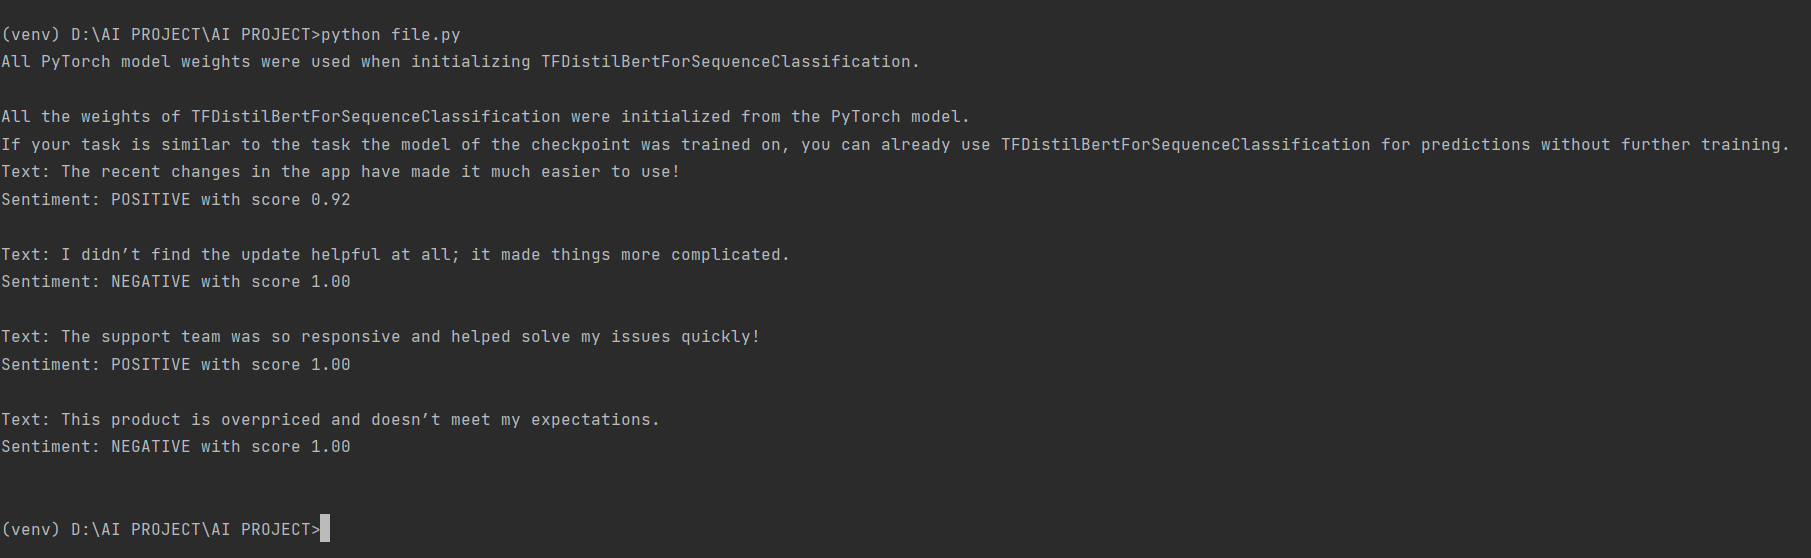 (venv) D:\AI PROJECT\AI PROJECT>python file.py
All PyTorch model weights were used when initializing TFDistilBertForSequenceClassification.
All the weights of TFDistilBertForSequenceClassification were initialized from the PyTorch model.
If your task is similar to the task the model of the checkpoint was trained on, you can already use TFDistilBertForSequenceClassification for predictions without further training.
Text: The recent changes in the app have made it much easier to use!
Sentiment: POSITIVE with score 0.92
Text: I didn’t find the update helpful at all; it made things more complicated.
Sentiment: NEGATIVE with score 1.00
Text: The support team was so responsive and helped solve my issues quickly!
Sentiment: POSITIVE with score 1.00
Text: This product is overpriced and doesn’t meet my expectations.
Sentiment: NEGATIVE with score 1.00
(venv) D:\AI PROJECT\AI PROJECT>